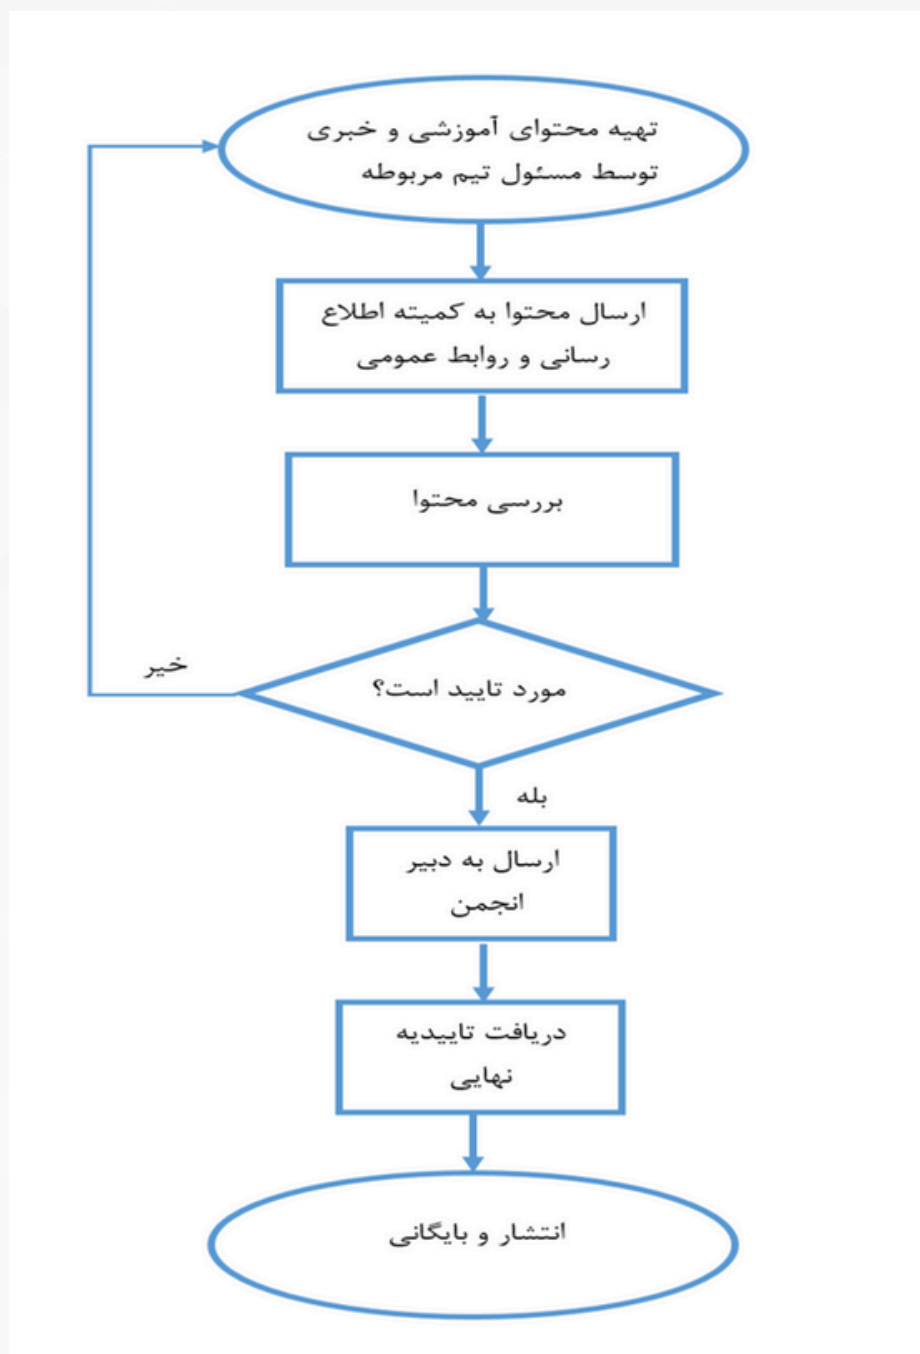 تهیه محتوای آموزشی و خبری
توسط مسئول تیم مربوطه
ارسال محتوا به کمیته اطلاع
رسانی و روابط عمومی
بررسی محتوا
مورد تایید است؟
خیر
بله
ارسال به دبیر
انجمن
دریافت تاییدیه
نهایی
انتشار و بایگانی